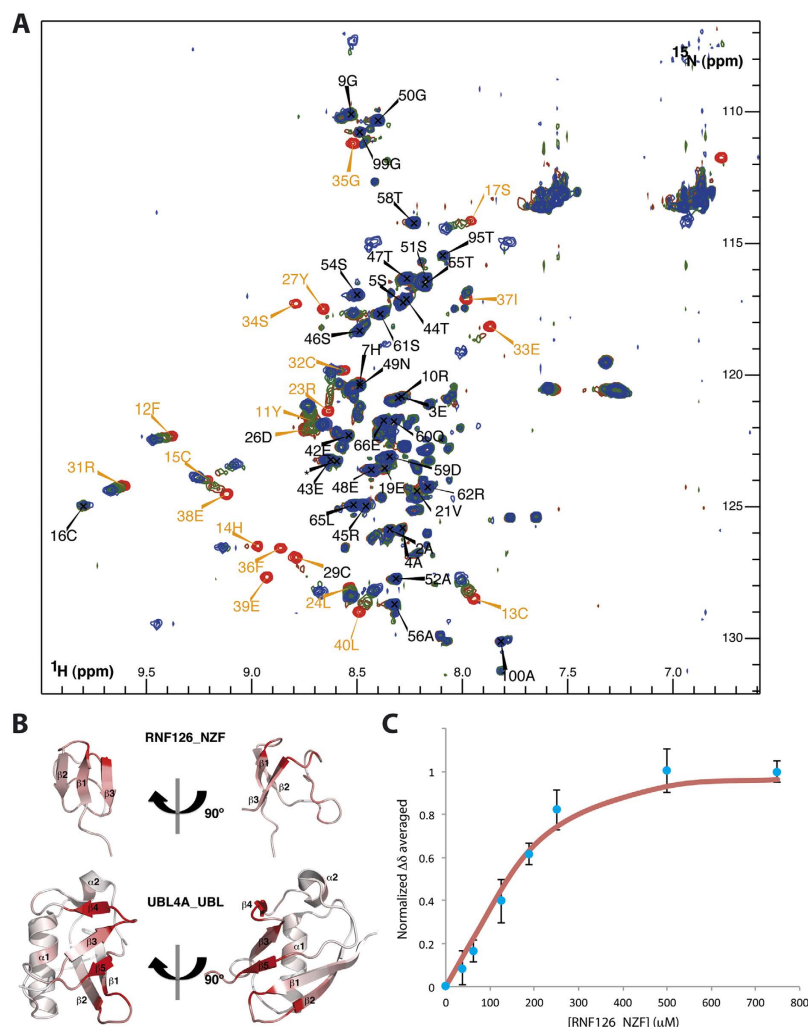 A
15N (ppm)
9G
50G
110
99G
35G
17S
58T
51S
95T
115
47T
55T
54S
27Y
5S
37I
34S
44T
46S
61S
33E
7H
49N
32C
120
23R
10R
12F
11Y
3E
26D
42E
66E
60Q
15C
*
59D
43E
48E
19E
62R
31R
21V
125
38E
65L
16C
45R
14H
2A
4A
36F
29C
52A
39E
24L
13C
40L
56A
130
1H (ppm)
100A
9.5
9.0
8.5
8.0
7.5
7.0
B
RNF126_NZF
β2
β1
β3
90º
β1
β3
β2
α2
UBL4A_UBL
α2
β4
β4
α1
β3
β3
α1
β5
β5
90º
β1
β1
β2
β2
C
Normalized Δδ averaged
1
0.8
0.6
0.4
0.2
0
0
100
200
300
400
500
600
700
800
[RNF126_NZF] (μM)